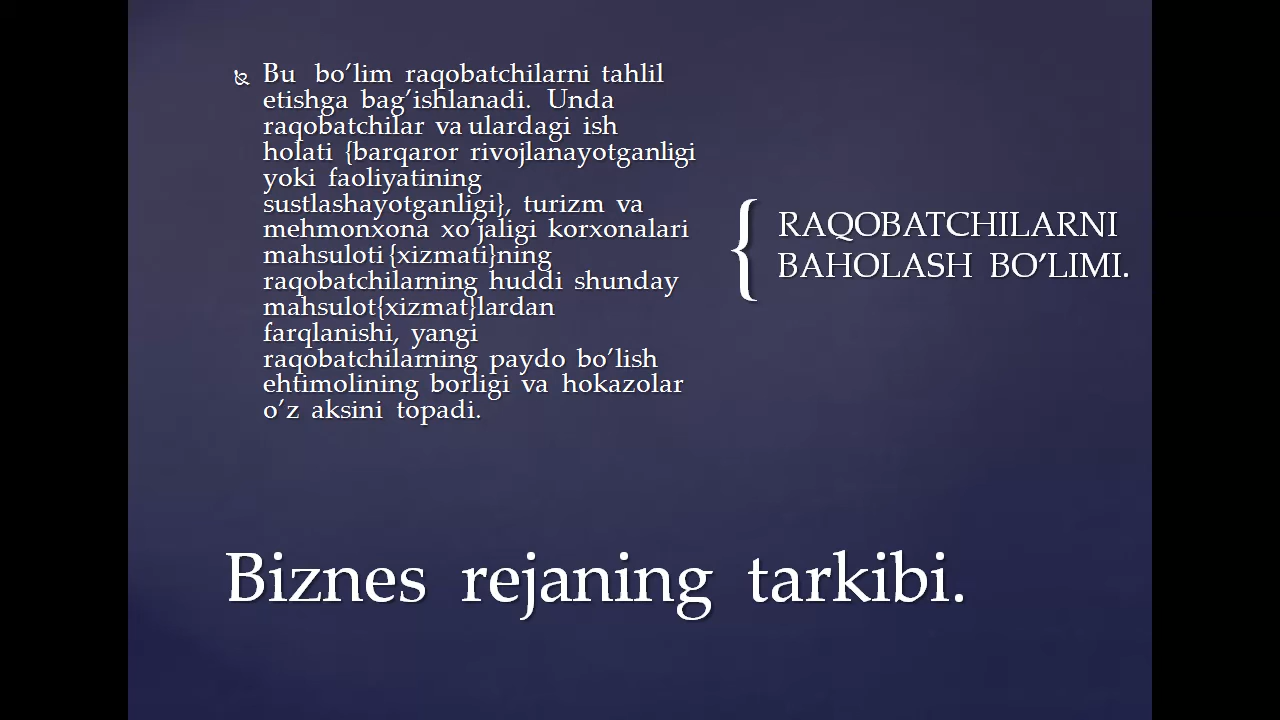 Bu bo’lim raqobatchilarni tahlil
etishga bag’ishlanadi. Unda
raqobatchilar va ulardagi ish
holati {barqaror rivojlanayotganligi
yoki faoliyatining
sustlashayotganligi}, turizm va
mehmonxona xo’jaligi korxonalari
mahsuloti {xizmati}ning
raqobatchilarning huddi shunday
mahsulot{xizmat}lardan
farqlanishi, yangi
raqobatchilarning paydo bo’lish
ehtimolining borligi va hokazolar
o’z aksini topadi.
RAQOBATCHILARNI
BAHOLASH BO’LIMI.
Biznes rejaning tarkibi.